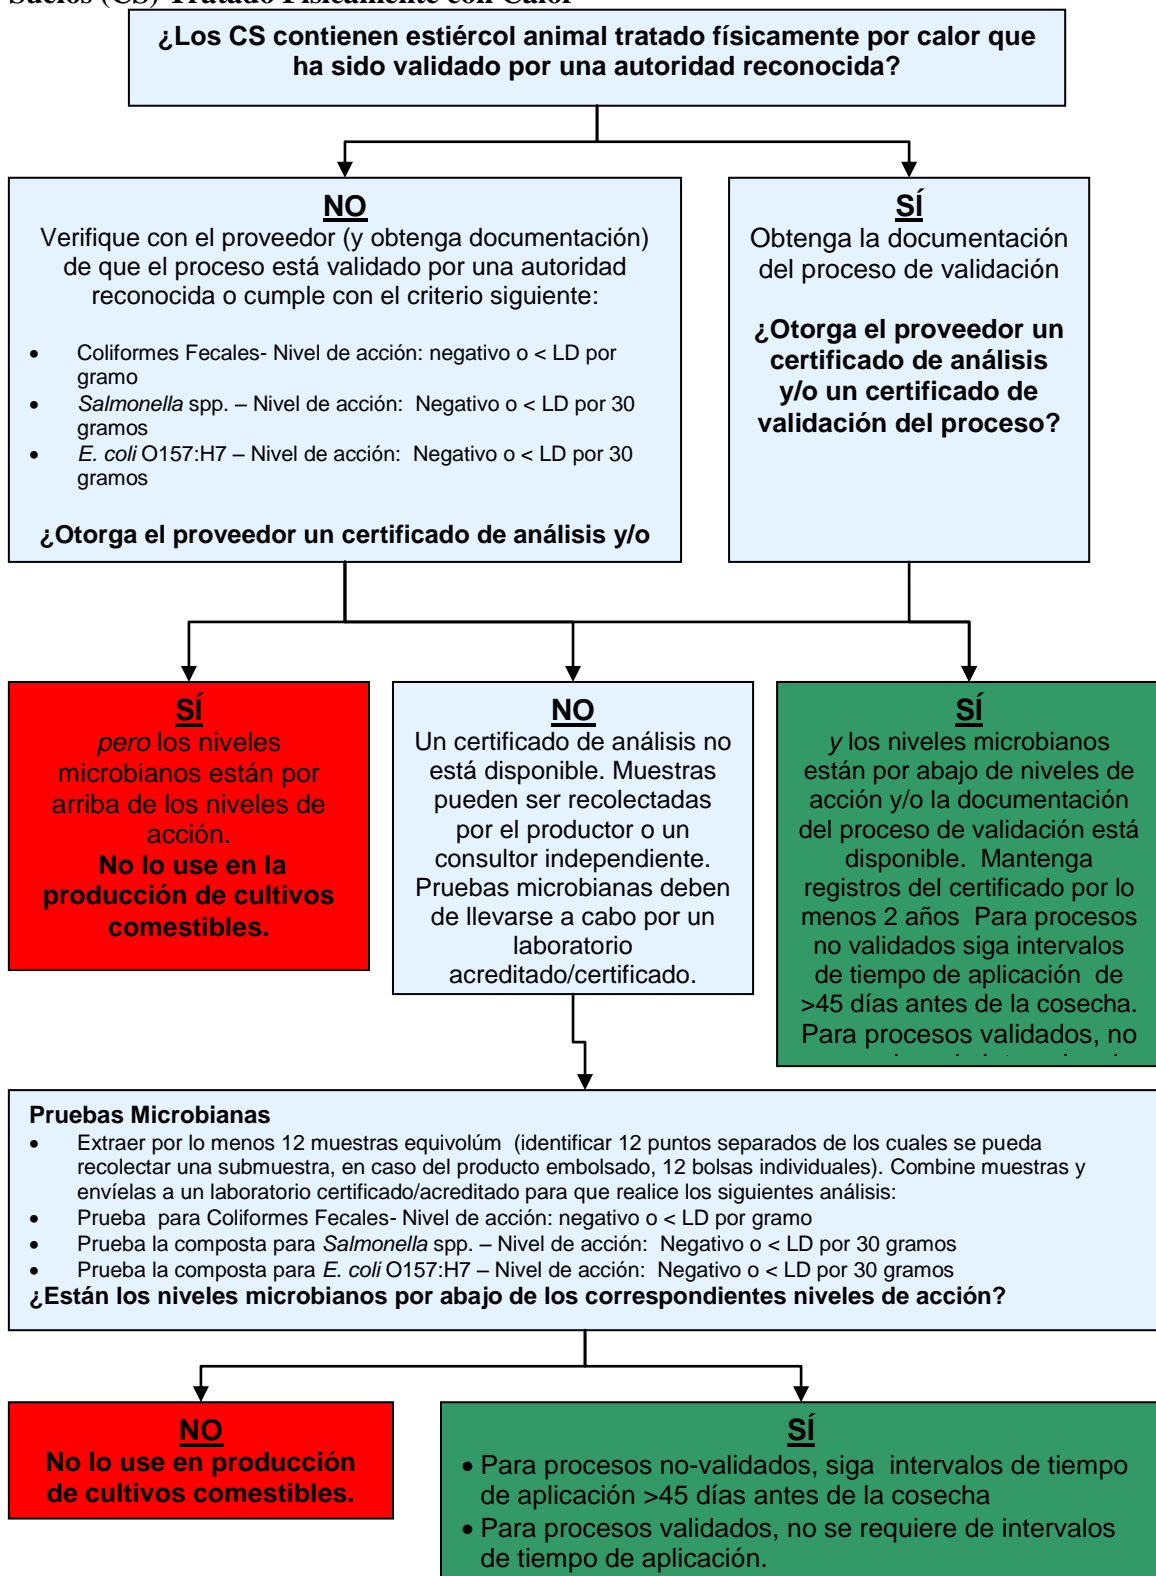 Suelos (CS) Tratado Físicamente con Calor
¿Los CS contienen estiércol animal tratado físicamente por calor que
ha sido validado por una autoridad reconocida?
NO
Verifique con el proveedor (y obtenga documentación)
de que el proceso está validado por una autoridad
reconocida o cumple con el criterio siguiente:
• Coliformes Fecales- Nivel de acción: negativo o < LD por
gramo
• Salmonella spp. – Nivel de acción: Negativo o < LD por 30
gramos
• E. coli O157:H7 – Nivel de acción: Negativo o < LD por 30
gramos
¿Otorga el proveedor un certificado de análisis y/o
SÍ
Obtenga la documentación
del proceso de validación
¿Otorga el proveedor un
certificado de análisis
y/o un certificado de
validación del proceso?
SÍ
pero los niveles
microbianos están por
arriba de los niveles de
acción.
No lo use en la
producción de cultivos
comestibles.
NO
Un certificado de análisis no
está disponible. Muestras
pueden ser recolectadas
por el productor o un
consultor independiente.
Pruebas microbianas deben
de llevarse a cabo por un
laboratorio
acreditado/certificado.
SÍ
y los niveles microbianos
están por abajo de niveles de
acción y/o la documentación
del proceso de validación está
disponible. Mantenga
registros del certificado por lo
menos 2 años Para procesos
no validados siga intervalos
de tiempo de aplicación de
>45 días antes de la cosecha.
Para procesos validados, no
Pruebas Microbianas
• Extraer por lo menos 12 muestras equivolúm (identificar 12 puntos separados de los cuales se pueda
recolectar una submuestra, en caso del producto embolsado, 12 bolsas individuales). Combine muestras y
envíelas a un laboratorio certificado/acreditado para que realice los siguientes análisis:
• Prueba para Coliformes Fecales- Nivel de acción: negativo o < LD por gramo
• Prueba la composta para Salmonella spp. – Nivel de acción: Negativo o < LD por 30 gramos
• Prueba la composta para E. coli O157:H7 – Nivel de acción: Negativo o < LD por 30 gramos
¿Están los niveles microbianos por abajo de los correspondientes niveles de acción?
NO
No lo use en producción
de cultivos comestibles.
SÍ
• Para procesos no-validados, siga intervalos de tiempo
de aplicación >45 días antes de la cosecha
• Para procesos validados, no se requiere de intervalos
de tiempo de aplicación.